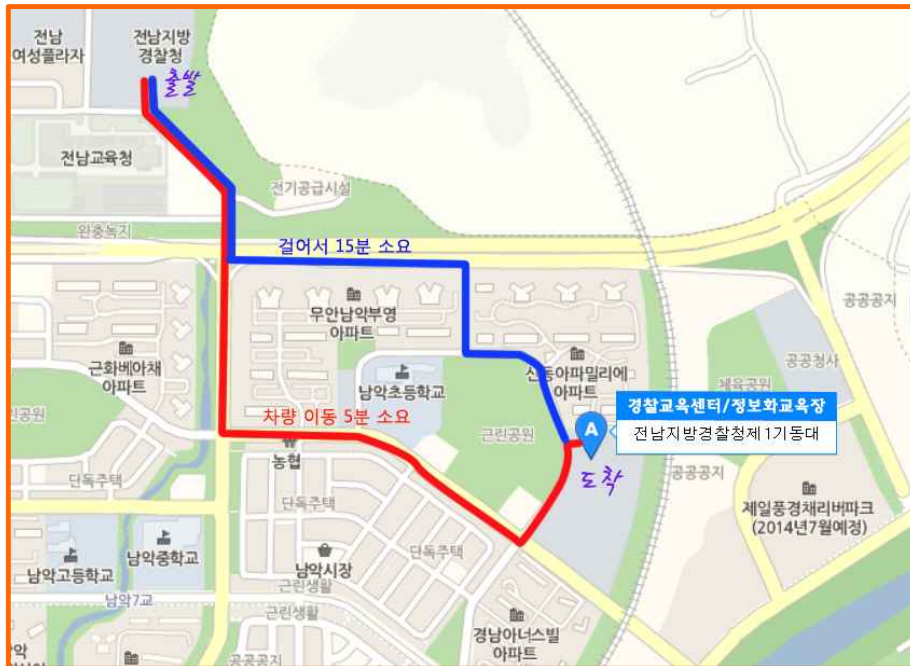 전남
여성플라자
전남지방
경찰청
출발
전남교육청
전기공급시설
완충녹지
걸어서 15분 소요
무안남악부영
아파트
근화베아채
아파트
남악초등학교
신동아파밀리에
아파트
공공공지
공공청사
체육공원
경찰교육센터/정보화교육장
A
전남지방경찰청제1기동대
차량 이동 5분 소요
근린공원
근린공원
농협
단독주택
도착
공공공지
단독주택
제일풍경채리버파크
(2014년7월예정)
남악중학교
남악고등학교
남악시장
단독주택
근린생활
남악7교
근린생활
경남아너스빌
아파트
공공공지